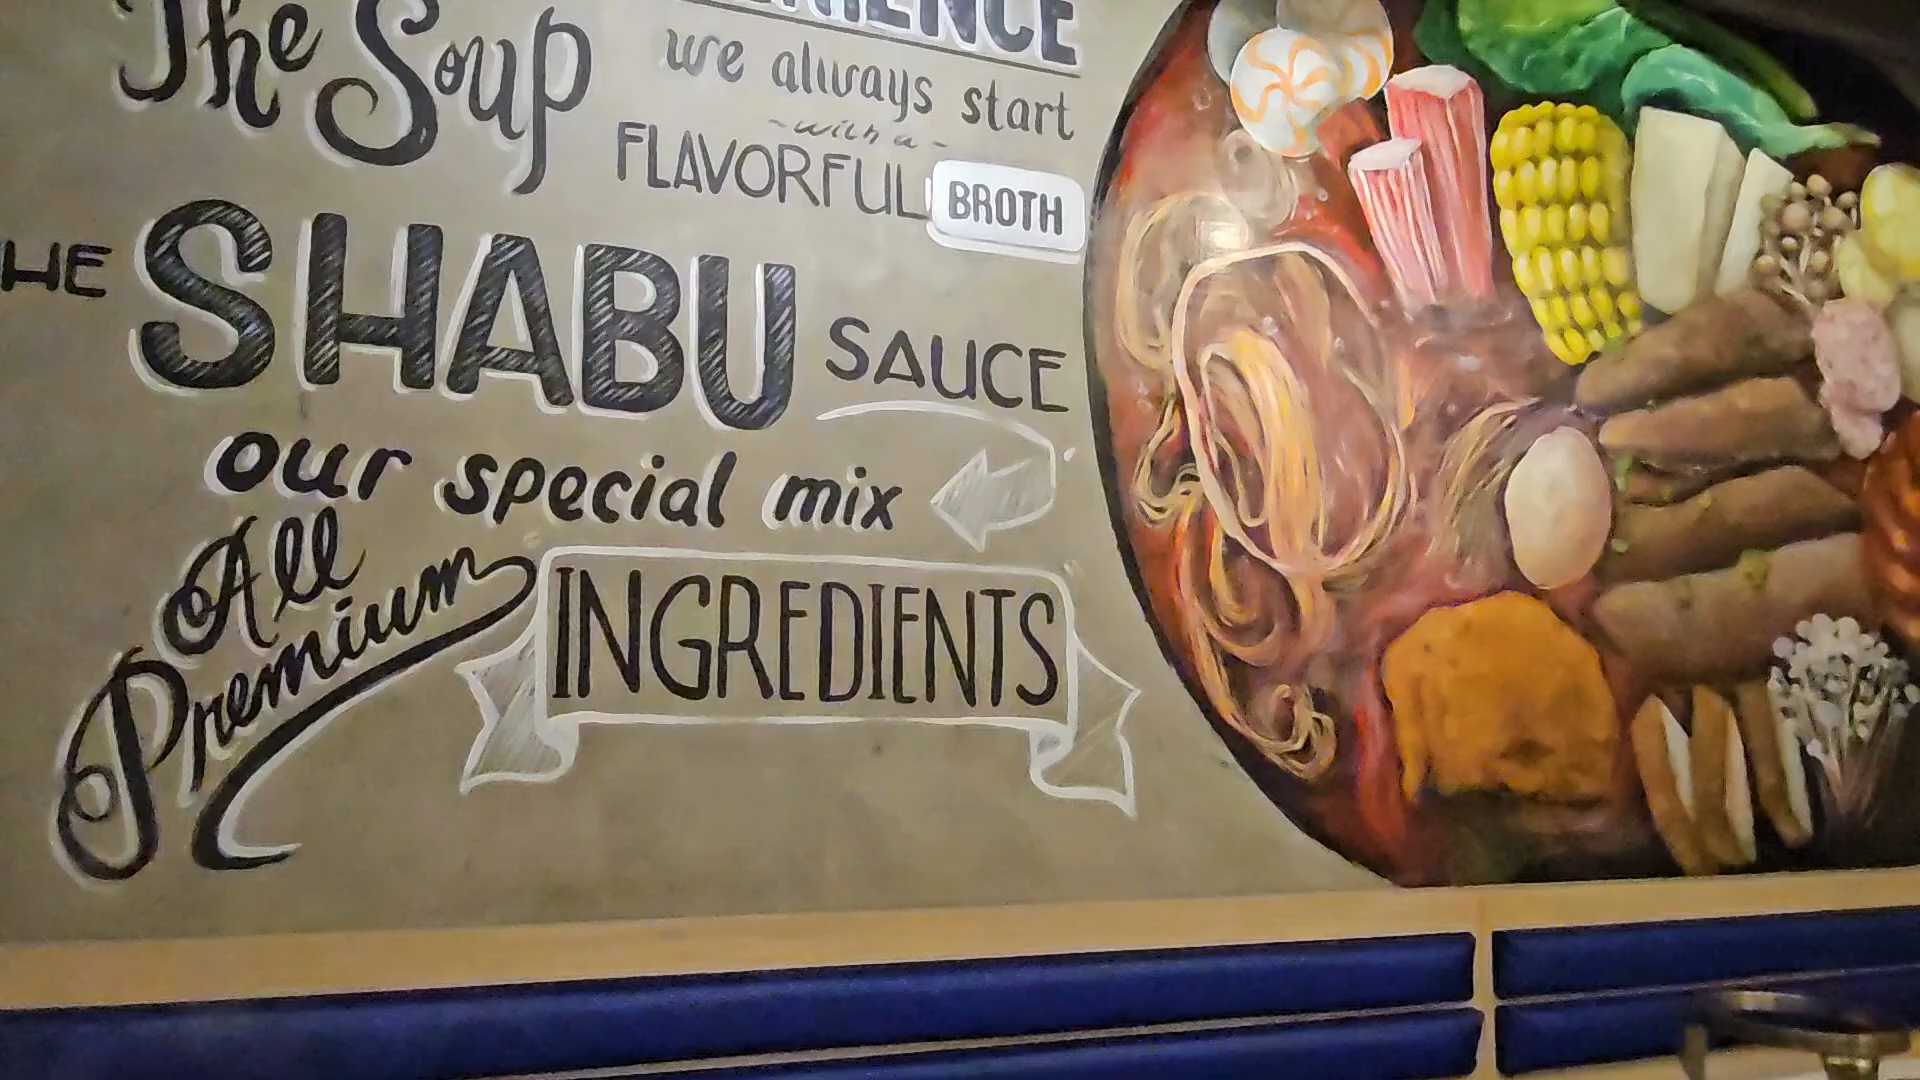 The Soup
we always start
~with a~
FLAVORFUL BROTH
SHABU SAUCE
our special mix
All
Premium
INGREDIENTS